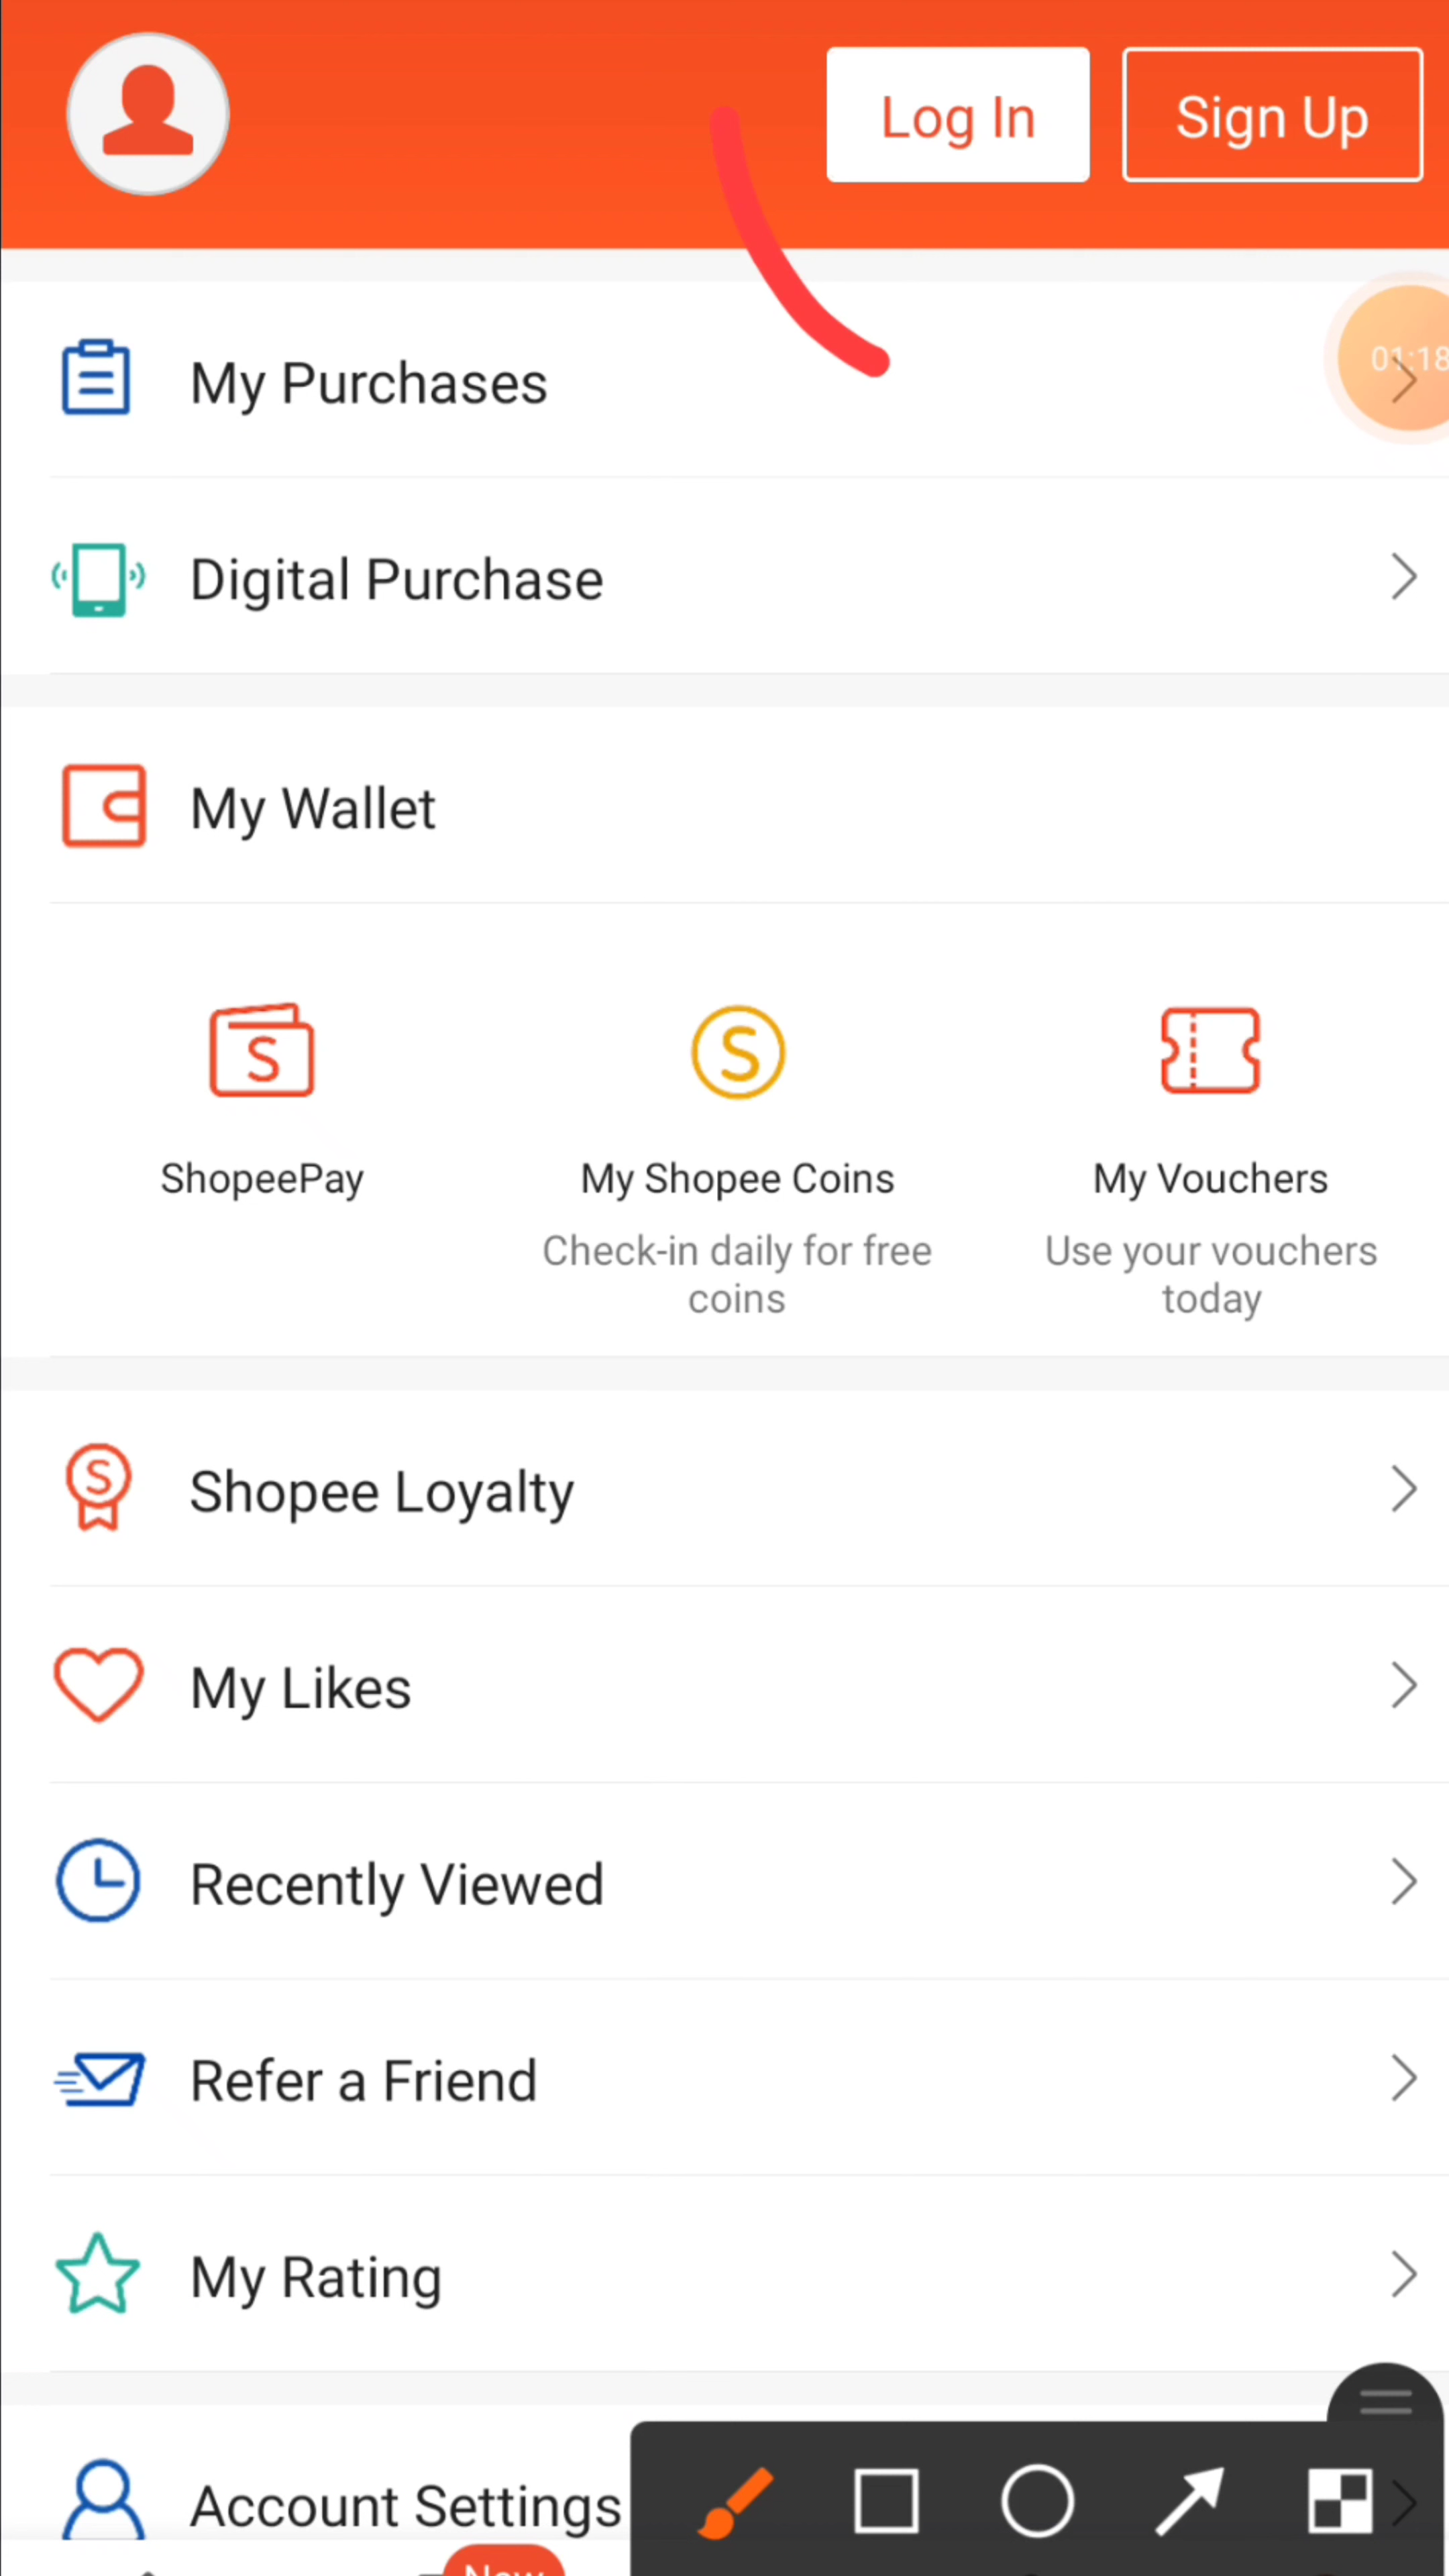 Log In
Sign Up
01:18
My Purchases
Digital Purchase
My Wallet
ShopeePay
My Shopee Coins
My Vouchers
Check-in daily for free
coins
Use your vouchers
today
Shopee Loyalty
My Likes
Recently Viewed
Refer a Friend
My Rating
Account Settings
New